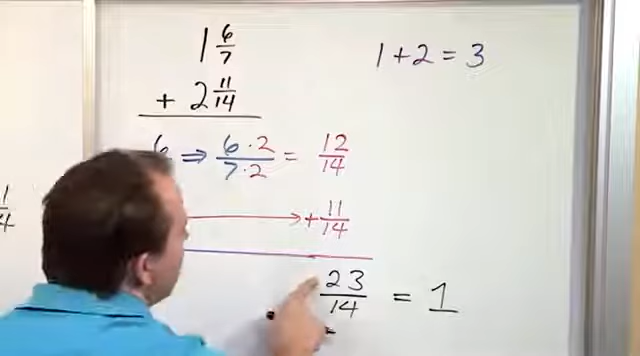 1 6/7
+ 2 11/14
1 + 2 = 3
6 ⇒ 6·2/7·2 = 12/14
→ + 11/14
23/14 = 1